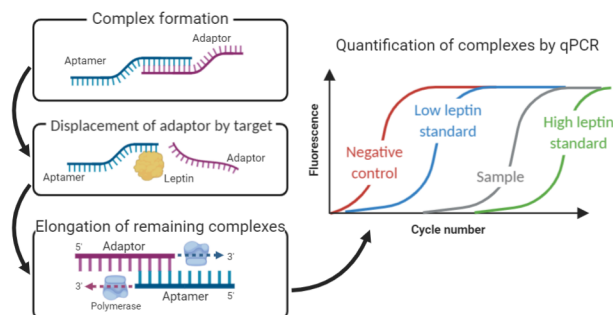 Complex formation
Adaptor
Aptamer
Displacement of adaptor by target
Aptamer
Leptin
Adaptor
Elongation of remaining complexes
5'
Adaptor
3'
3'
Polymerase
Aptamer
5'
Quantification of complexes by qPCR
Fluorescence
Negative
control
Low leptin
standard
Sample
High leptin
standard
Cycle number